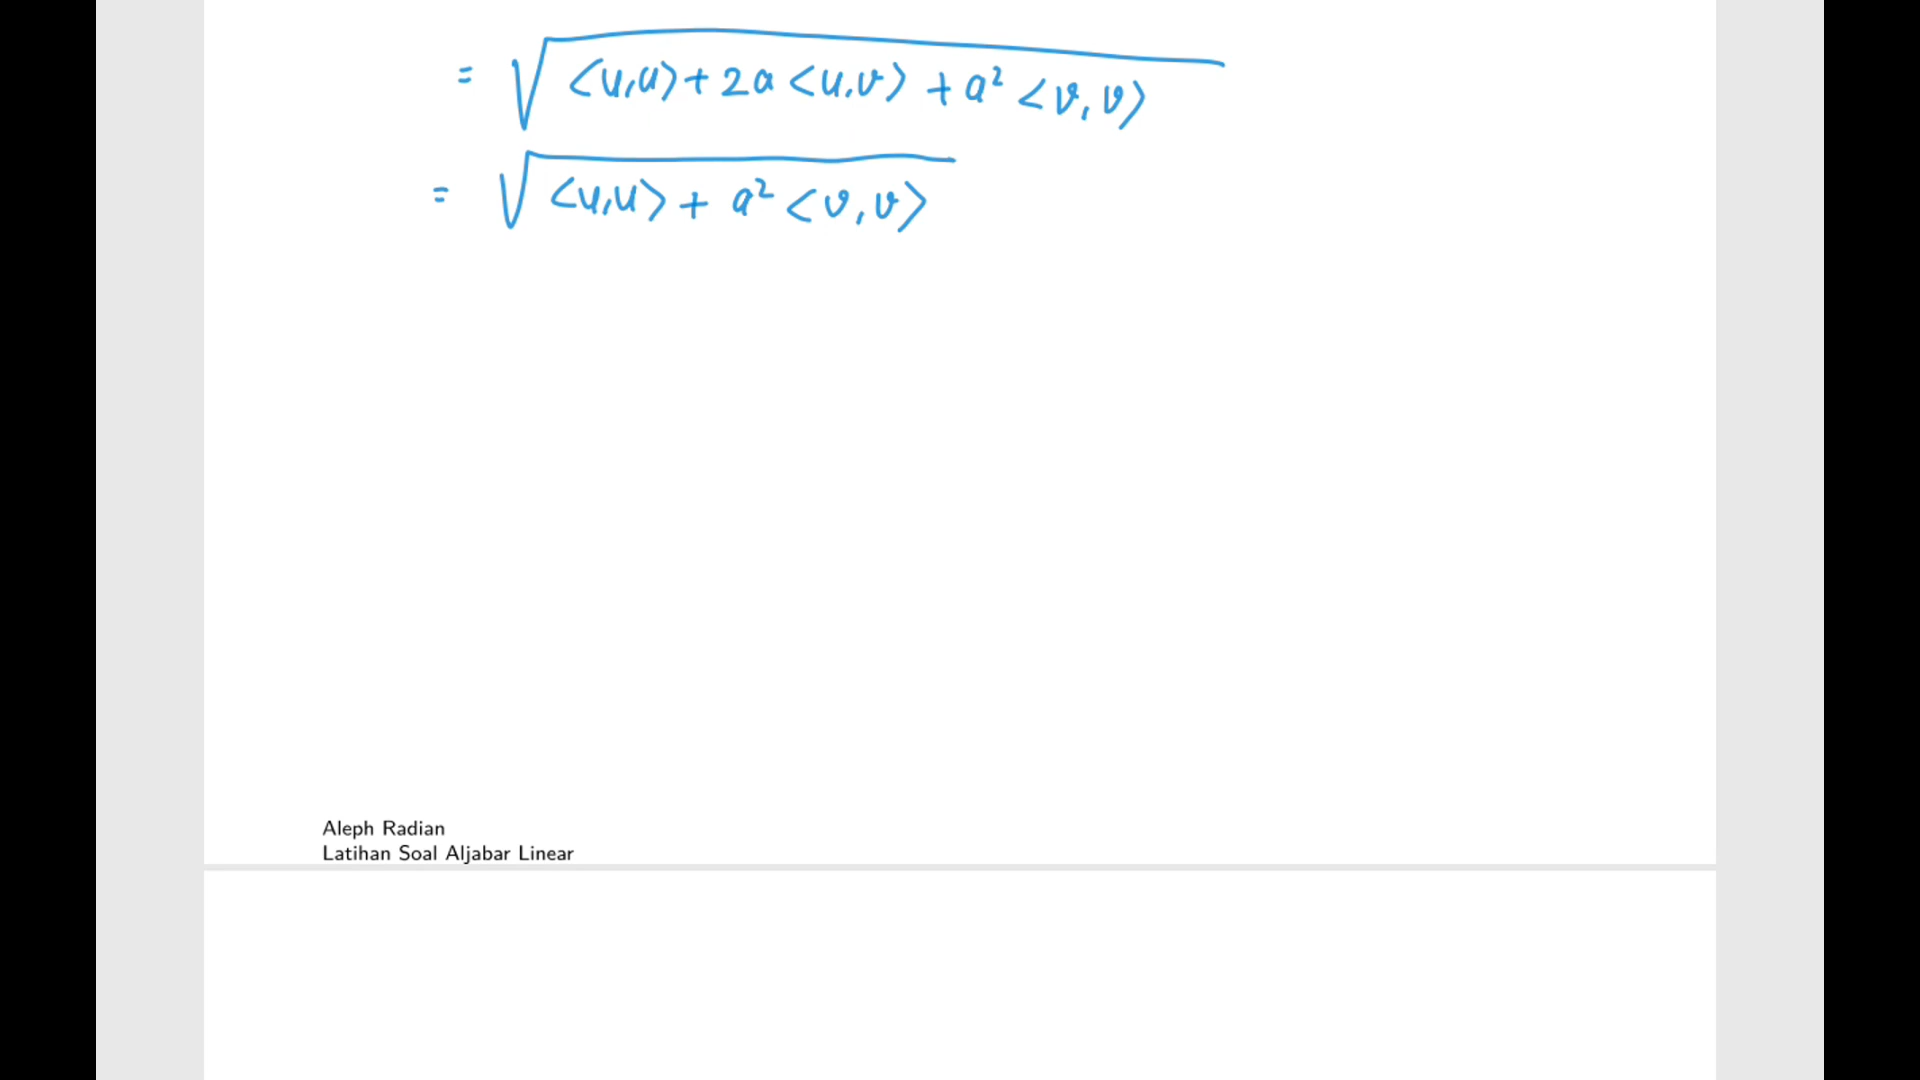 = √<u,u> + 2a <u,v> + a² <v,v>
= √<u,u> + a² <v,v>
Aleph Radian
Latihan Soal Aljabar Linear